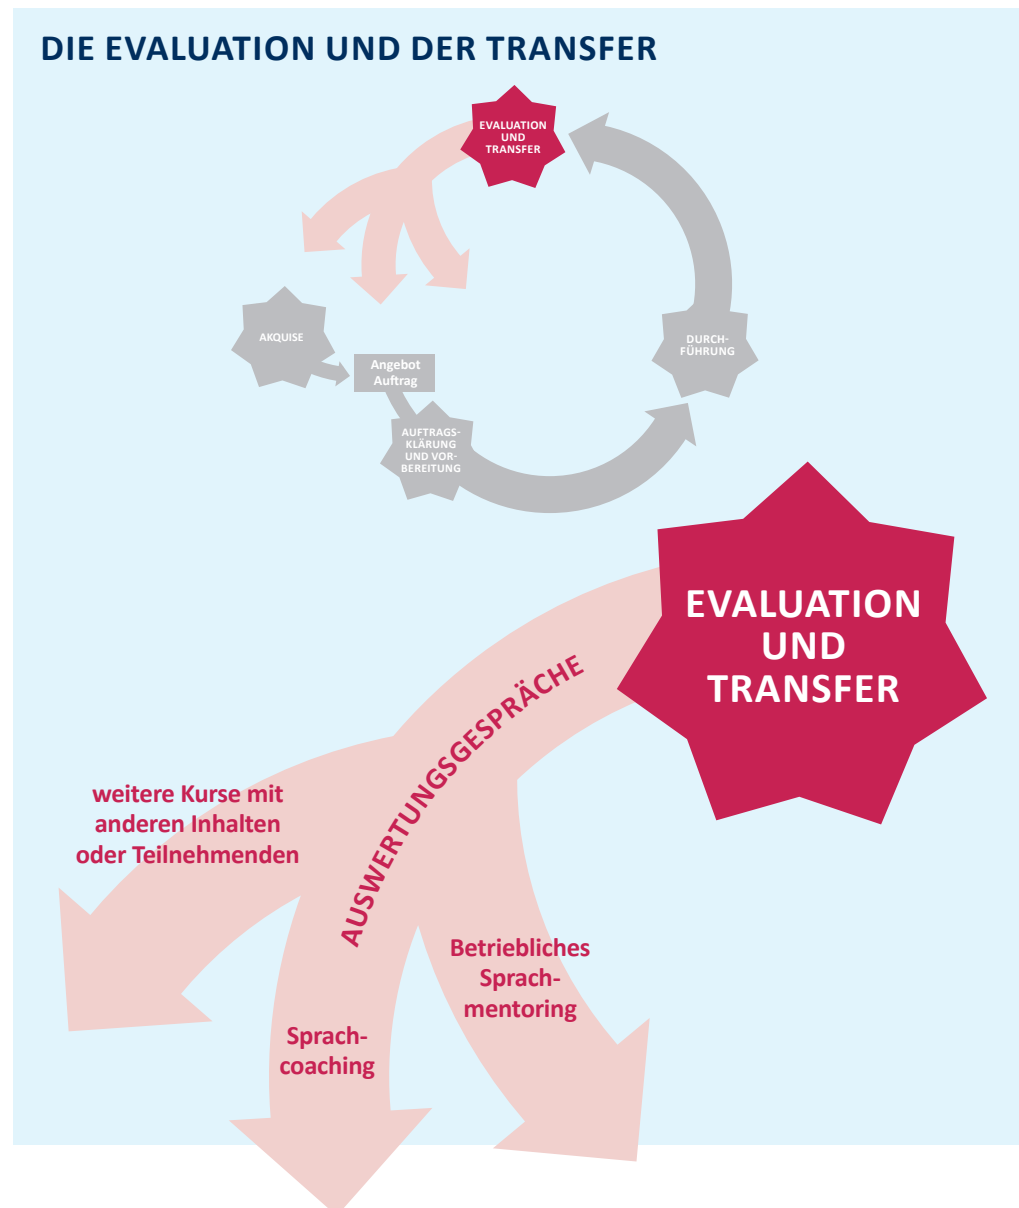 DIE EVALUATION UND DER TRANSFER
EVALUATION
UND
TRANSFER
AKQUISE
DURCH-
FÜHRUNG
Angebot
Auftrag
AUFTRAGS-
KLÄRUNG
UND VOR-
BEREITUNG
EVALUATION
UND
TRANSFER
AUSWERTUNGSGESPRÄCHE
weitere Kurse mit
anderen Inhalten
oder Teilnehmenden
Betriebliches
Sprach-
mentoring
Sprach-
coaching